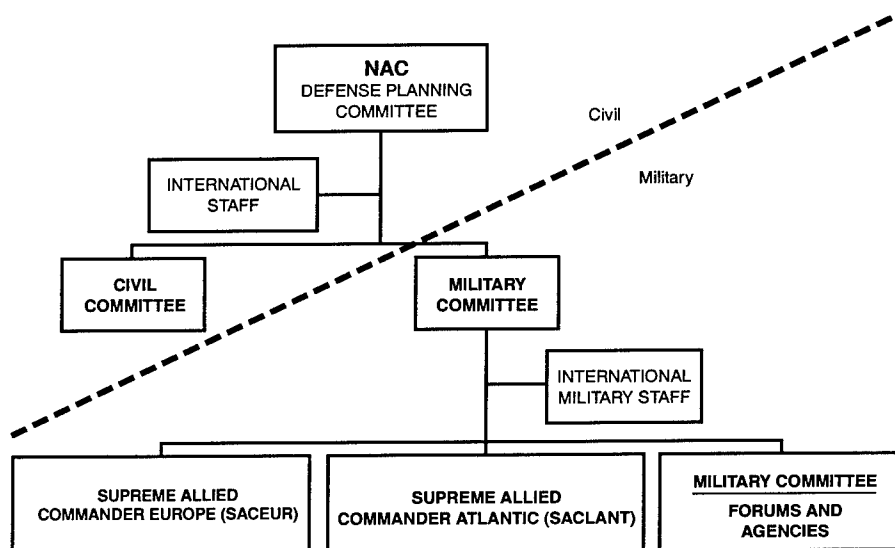 NAC
DEFENSE PLANNING
COMMITTEE
Civil
INTERNATIONAL
STAFF
Military
CIVIL
COMMITTEE
MILITARY
COMMITTEE
INTERNATIONAL
MILITARY STAFF
SUPREME ALLIED
COMMANDER EUROPE (SACEUR)
SUPREME ALLIED
COMMANDER ATLANTIC (SACLANT)
MILITARY COMMITTEE
FORUMS AND
AGENCIES